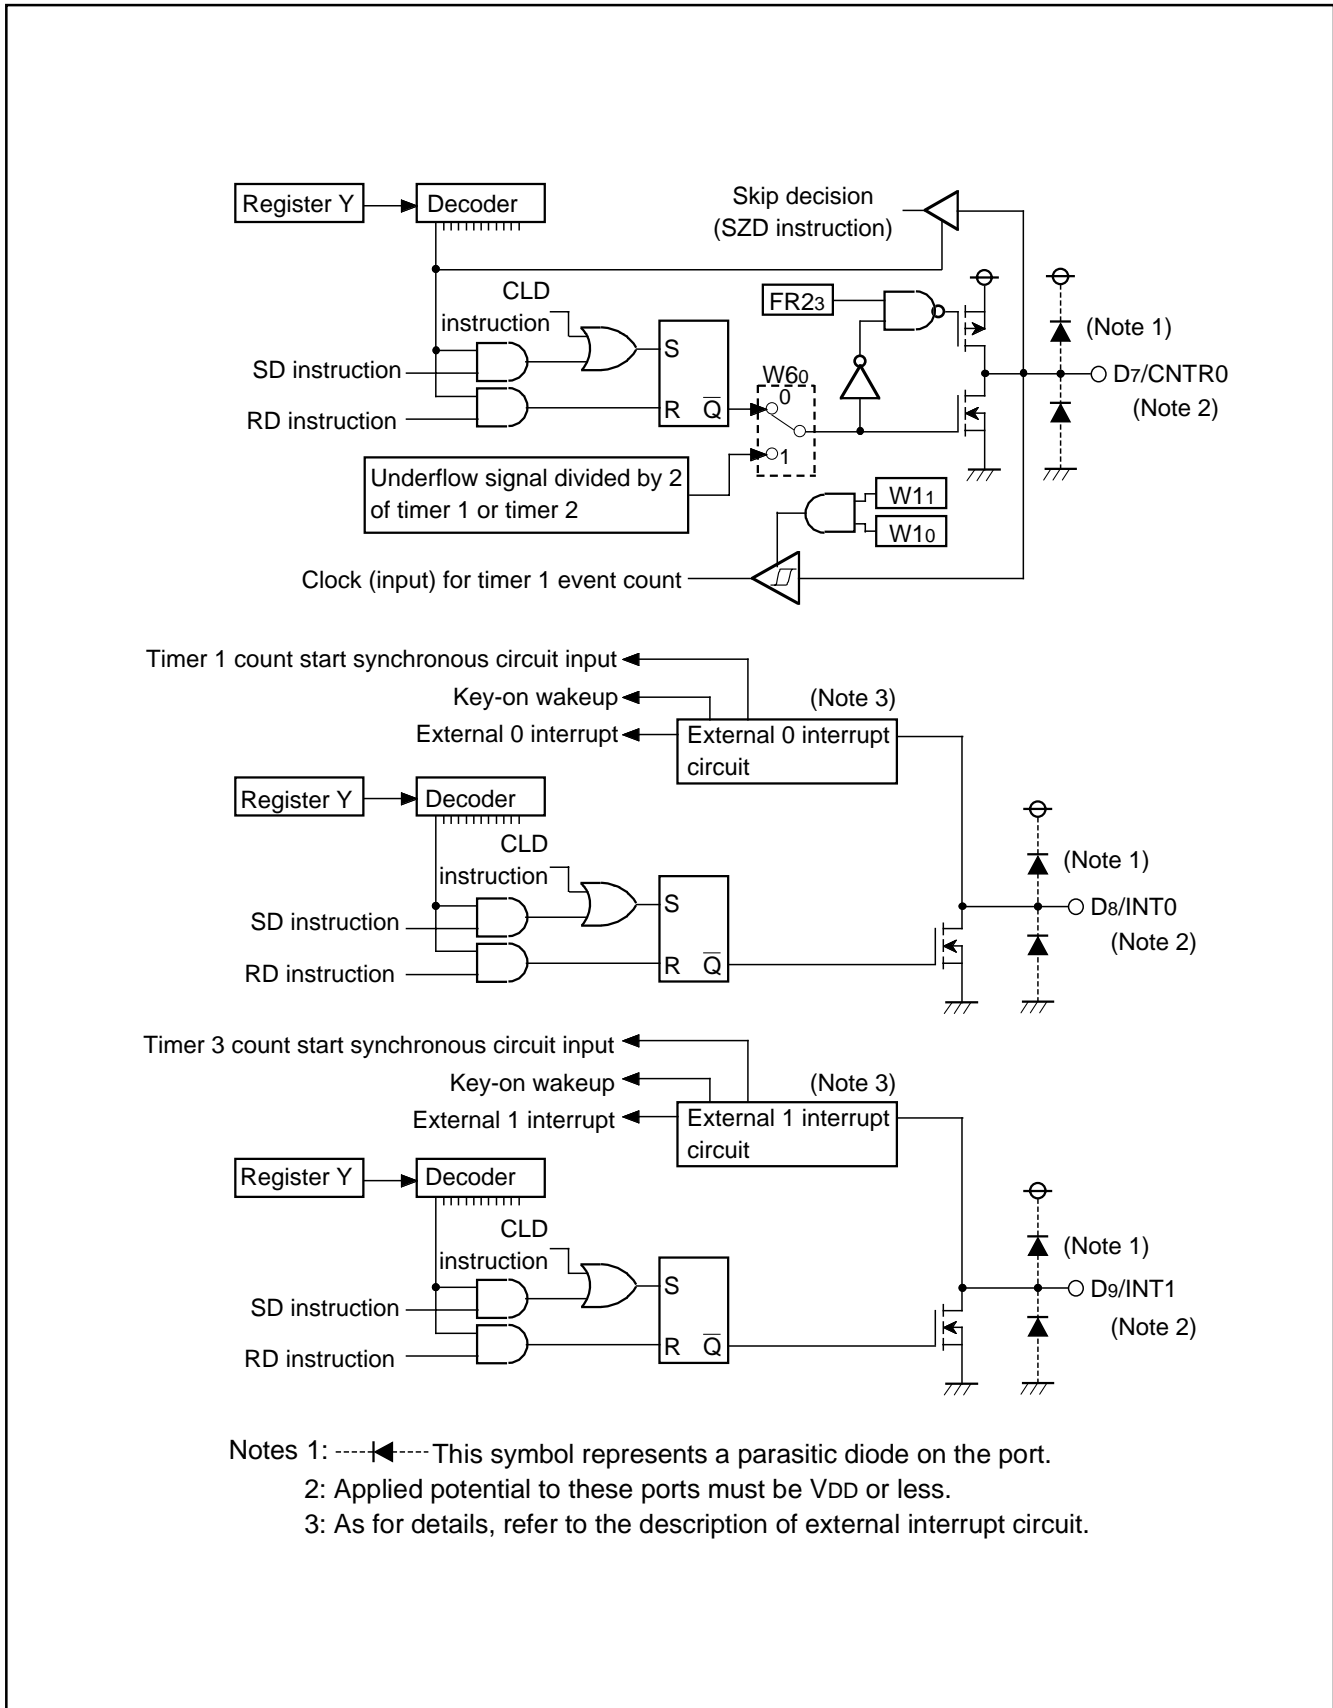 Register Y
Decoder
Skip decision
(SZD instruction)
CLD
instruction
FR23
(Note 1)
SD instruction
S
W60
0
D7/CNTR0
(Note 2)
RD instruction
R
Q̅
1
Underflow signal divided by 2
of timer 1 or timer 2
W11
W10
Clock (input) for timer 1 event count
Timer 1 count start synchronous circuit input
Key-on wakeup
(Note 3)
External 0 interrupt
External 0 interrupt
circuit
Register Y
Decoder
CLD
instruction
(Note 1)
S
SD instruction
D8/INT0
(Note 2)
RD instruction
R
Q̅
Timer 3 count start synchronous circuit input
Key-on wakeup
(Note 3)
External 1 interrupt
External 1 interrupt
circuit
Register Y
Decoder
CLD
instruction
(Note 1)
S
D9/INT1
SD instruction
(Note 2)
RD instruction
R
Q̅
Notes 1: This symbol represents a parasitic diode on the port.
2: Applied potential to these ports must be VDD or less.
3: As for details, refer to the description of external interrupt circuit.